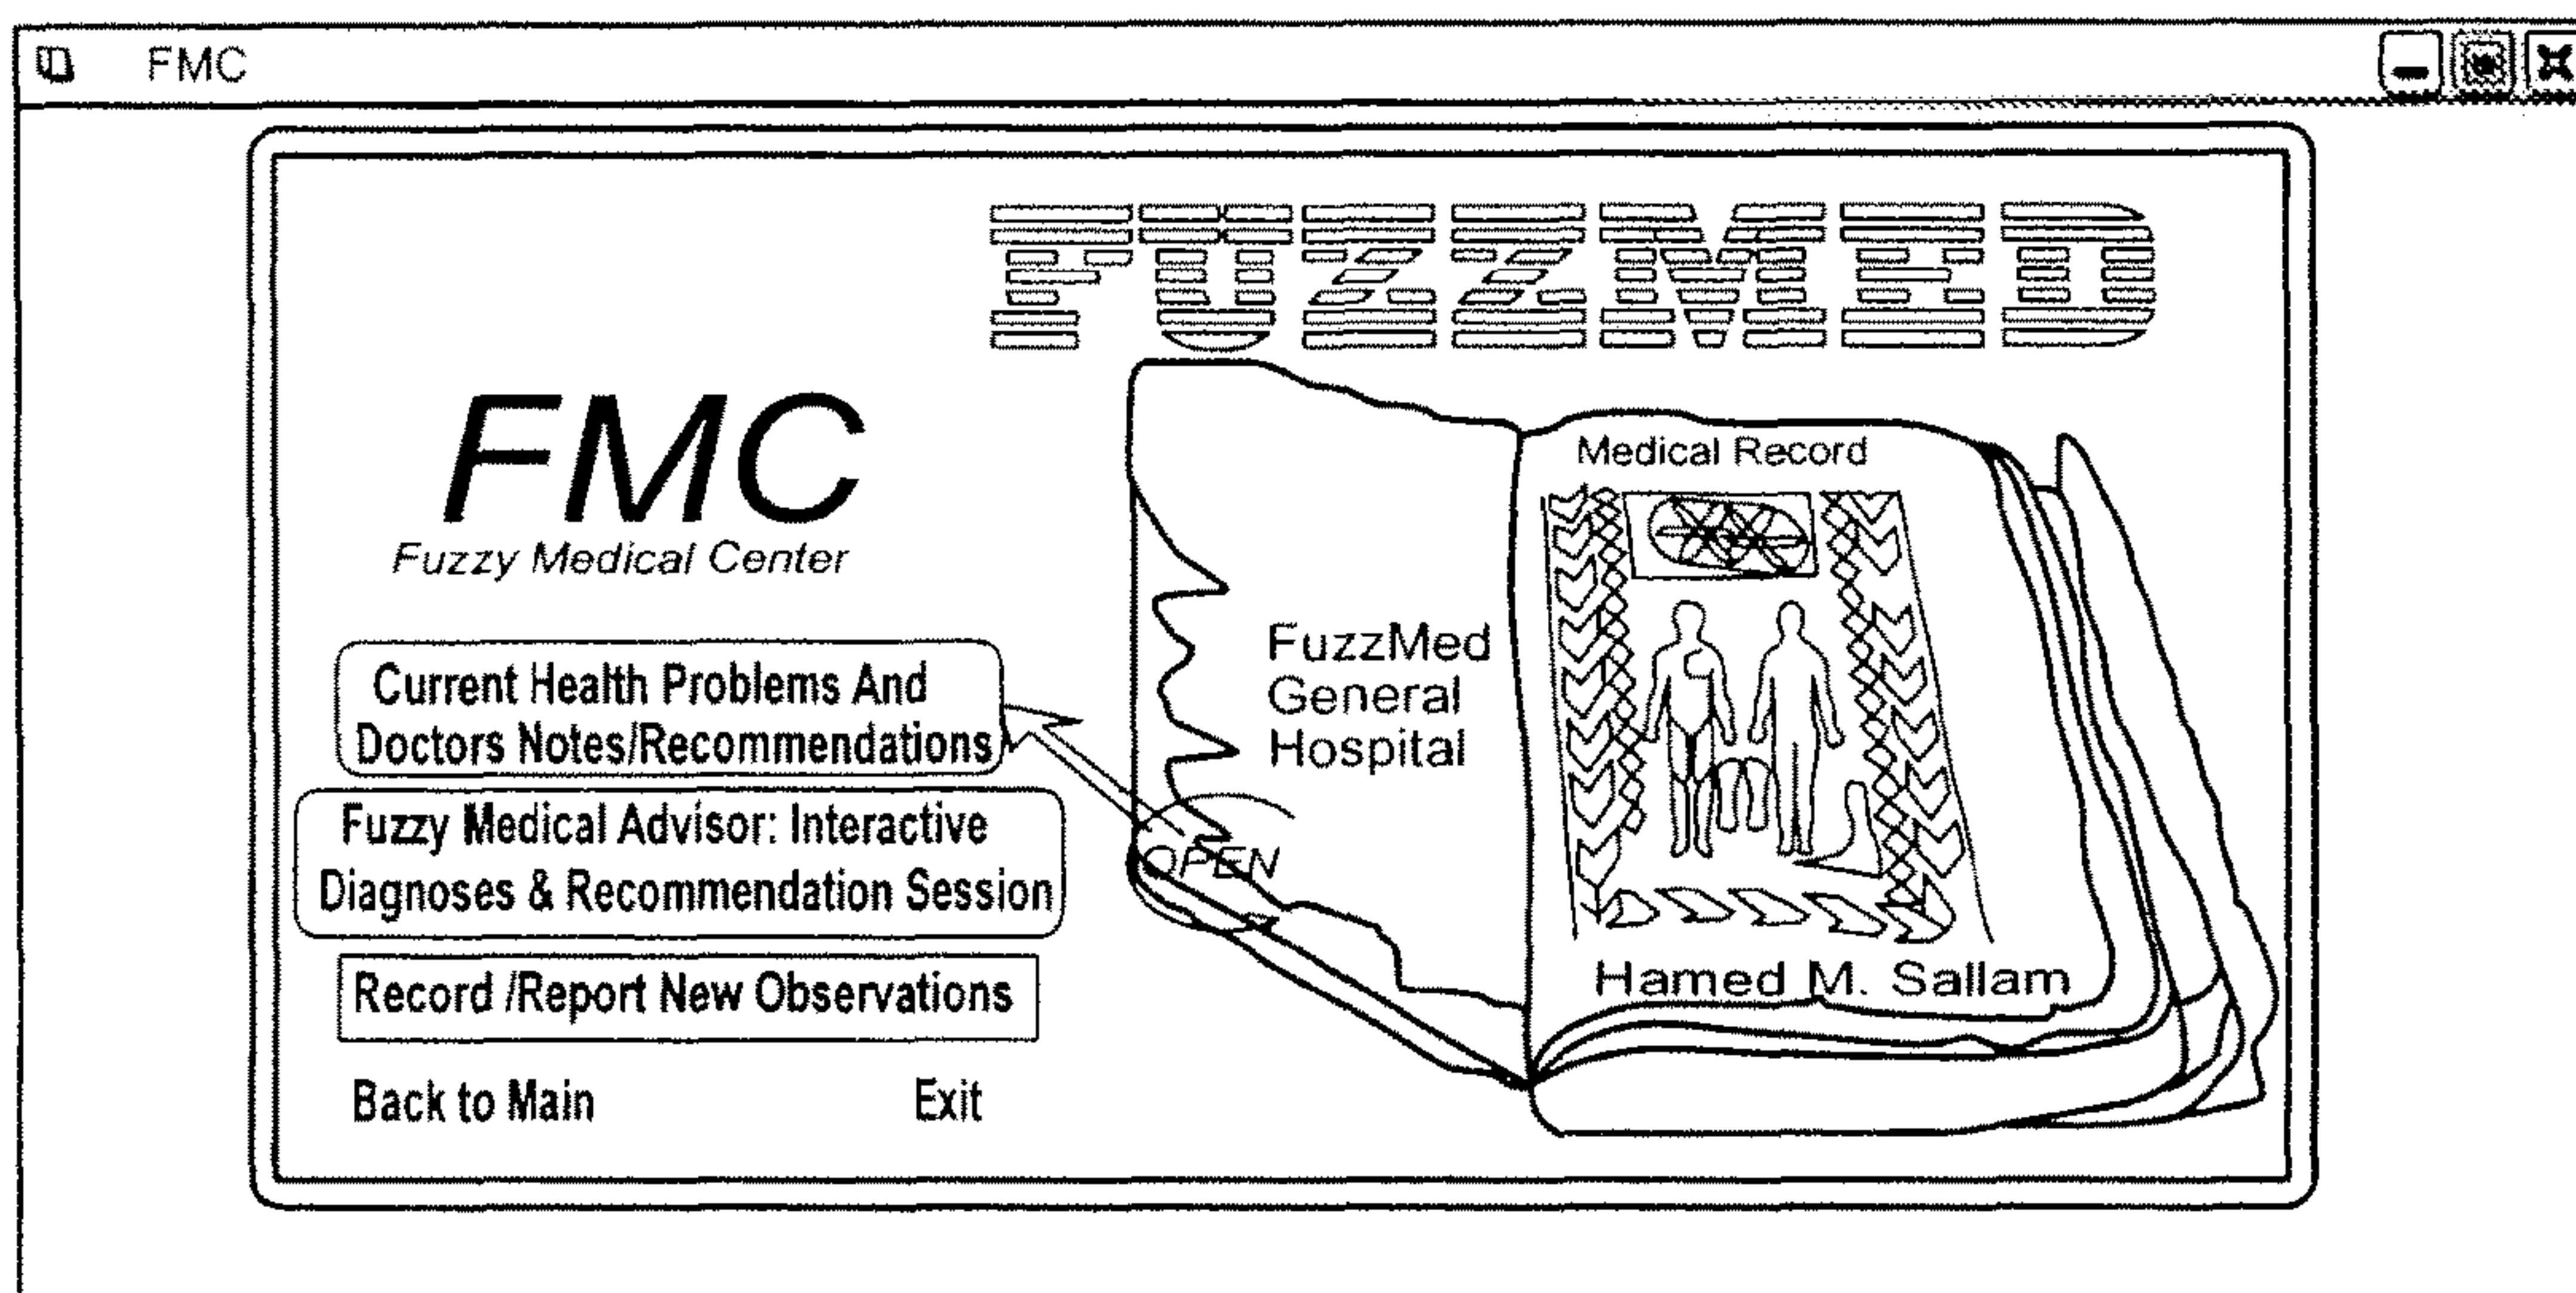 FMC
FUZZMED
FMC
Fuzzy Medical Center
Current Health Problems And
Doctors Notes/Recommendations
Fuzzy Medical Advisor: Interactive
Diagnoses & Recommendation Session
Record /Report New Observations
Back to Main
Exit
FuzzMed
General
Hospital
OPEN
Medical Record
Hamed M. Sallam